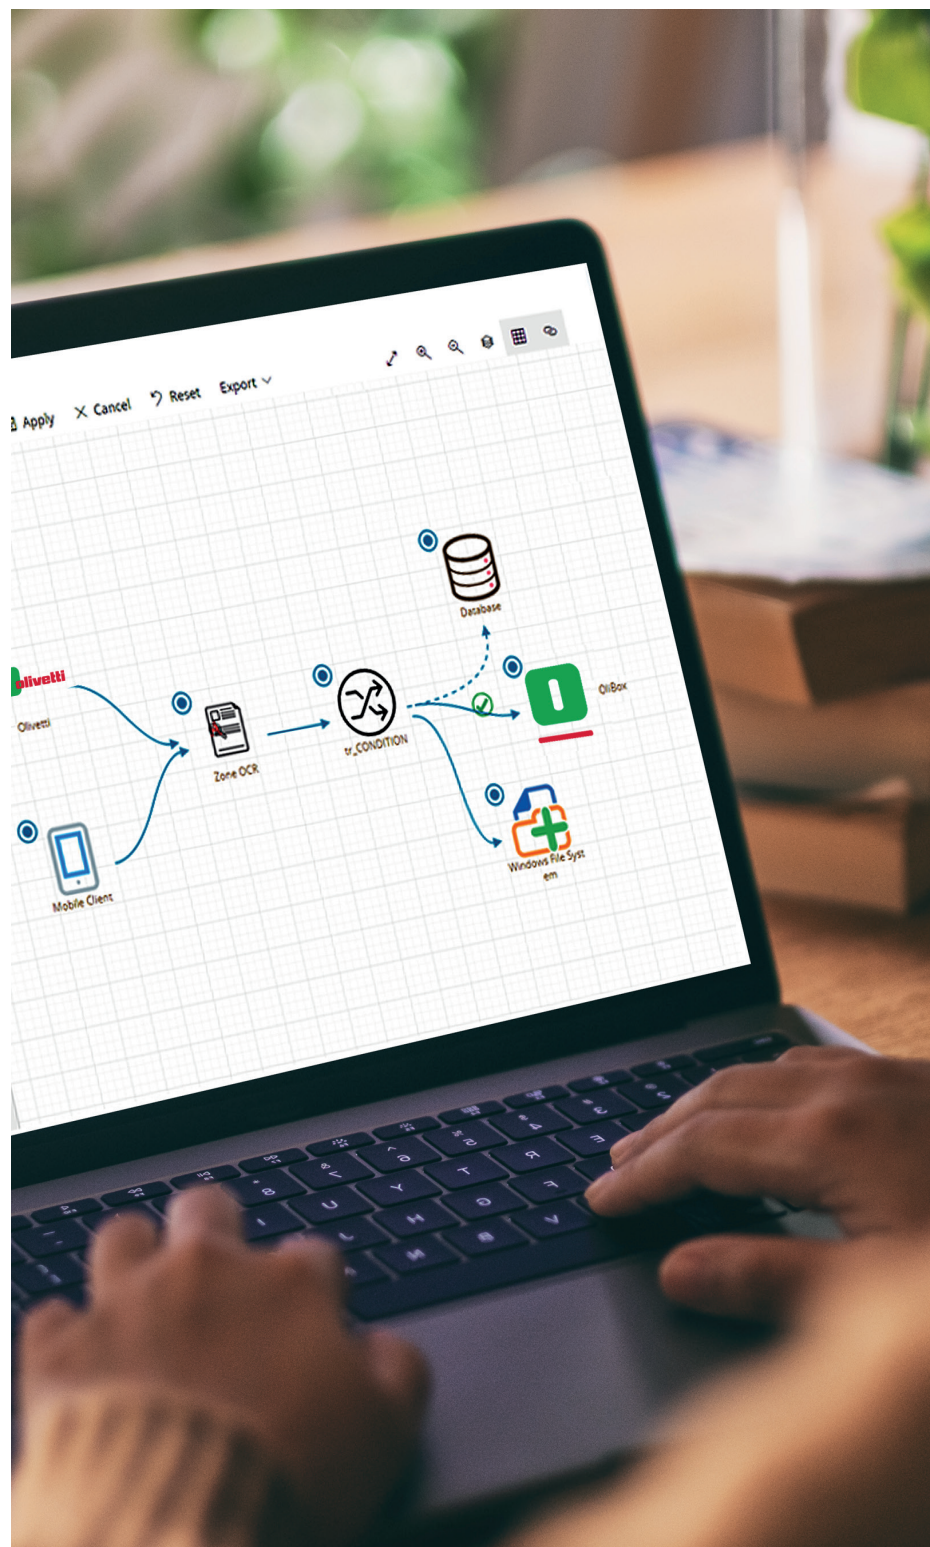 Apply
Cancel
Reset
Export
Database
olivetti
Olivetti
OliBox
tr_CONDITION
Zone OCR
Windows File Syst
em
Mobile Client